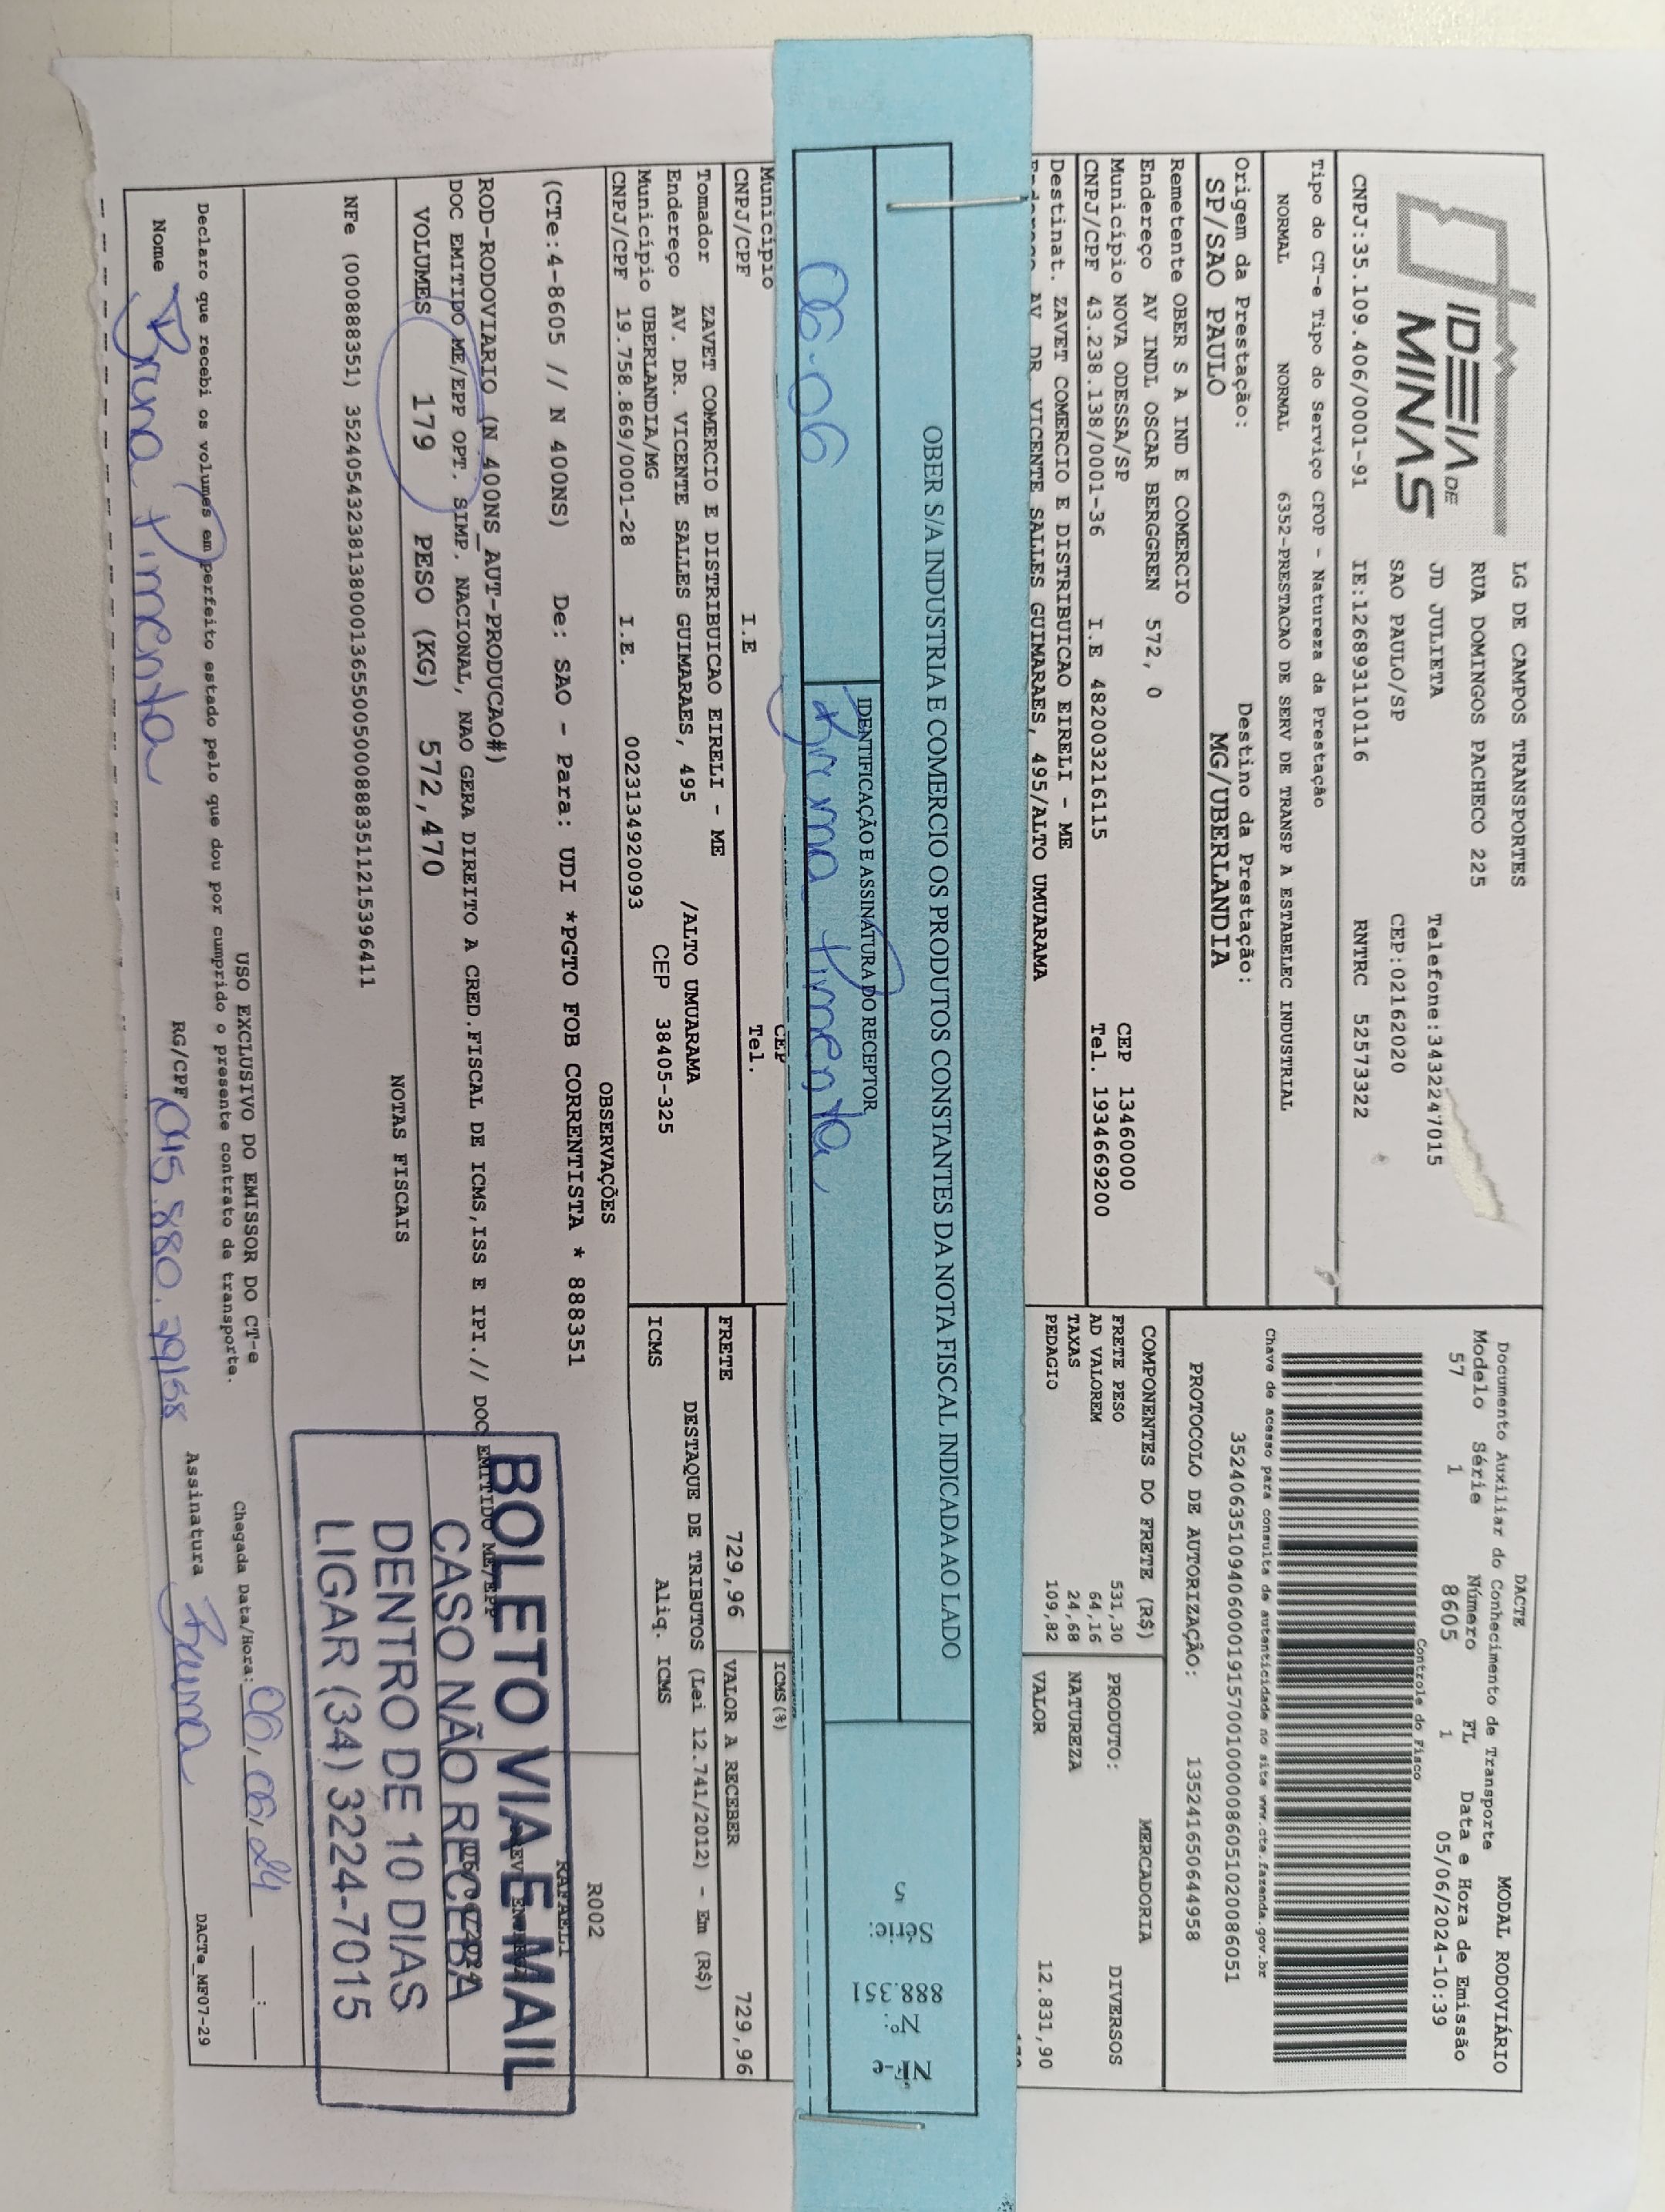 IDEIA DE
MINAS
LG DE CAMPOS TRANSPORTES
RUA DOMINGOS PACHECO 225
JD JULIETA Telefone:3432247015
SAO PAULO/SP CEP:02162020
CNPJ:35.109.406/0001-91 IE:126893110116 RNTRC 52573322
DACTE MODAL RODOVIÁRIO
Documento Auxiliar do Conhecimento de Transporte
Modelo Série Número FL Data e Hora de Emissão
57 1 8605 1 05/06/2024-10:39
Controle do Fisco
Chave de acesso para consulta de autenticidade no site www.cte.fazenda.gov.br
35240635109406000191570010000086051020086051
PROTOCOLO DE AUTORIZAÇÃO: 135241650644958
Tipo do CT-e Tipo do Serviço CFOP - Natureza da Prestação
NORMAL NORMAL 6352-PRESTACAO DE SERV DE TRANSP A ESTABELEC INDUSTRIAL
Origem da Prestação: Destino da Prestação:
SP/SAO PAULO MG/UBERLANDIA
Remetente OBER S A IND E COMERCIO
Endereço AV INDL OSCAR BERGGREN 572, 0
Município NOVA ODESSA/SP CEP 13460000
CNPJ/CPF 43.238.138/0001-36 I.E 482003216115 Tel. 1934669200
Destinat. ZAVET COMERCIO E DISTRIBUICAO EIRELI - ME
AV DR VICENTE SALLES GUIMARAES, 495/ALTO UMUARAMA
COMPONENTES DO FRETE (R$)
FRETE PESO 531,30
AD VALOREM 64,16
TAXAS 24,68
PEDAGIO 109,82
MERCADORIA
PRODUTO: DIVERSOS
NATUREZA
VALOR 12.831,90
OBER S/A INDUSTRIA E COMERCIO OS PRODUTOS CONSTANTES DA NOTA FISCAL INDICADA AO LADO
IDENTIFICAÇÃO E ASSINATURA DO RECEPTOR
06-06 Bruna Pimenta
NF-e
Nº:
888.351
Série:
5
Município CEP
CNPJ/CPF I.E Tel.
ICMS(%)
FRETE 729,96 VALOR A RECEBER 729,96
Tomador ZAVET COMERCIO E DISTRIBUICAO EIRELI - ME
Endereço AV. DR. VICENTE SALLES GUIMARAES, 495 /ALTO UMUARAMA
Município UBERLANDIA/MG CEP 38405-325
CNPJ/CPF 19.758.869/0001-28 I.E. 0023134920093
DESTAQUE DE TRIBUTOS (Lei 12.741/2012) - Em (R$)
ICMS Aliq. ICMS
OBSERVAÇÕES
R002
(CTe:4-8605 // N 400NS) De: SAO - Para: UDI *PGTO FOB CORRENTISTA * 888351
RAFAELI
ROD-RODOVIARIO (N 400NS_AUT-PRODUCAO#)
DOC EMITIDO ME/EPP OPT. SIMP. NACIONAL, NAO GERA DIREITO A CRED.FISCAL DE ICMS,ISS E IPI.// DOC EMITIDO ME/EPP
VOLUMES 179 PESO (KG) 572,470
NOTAS FISCAIS
NFe (000888351) 35240543238138000136550050008883511215396411
BOLETO VIA E MAIL
CASO NÃO RECEBA
DENTRO DE 10 DIAS
LIGAR (34) 3224-7015
USO EXCLUSIVO DO EMISSOR DO CT-e
Declaro que recebi os volumes em perfeito estado pelo que dou por cumprido o presente contrato de transporte.
Chegada Data/Hora: 06/06/24
Nome Bruna Pimenta RG/CPF Assinatura Bruna
DACTe_MF07-29